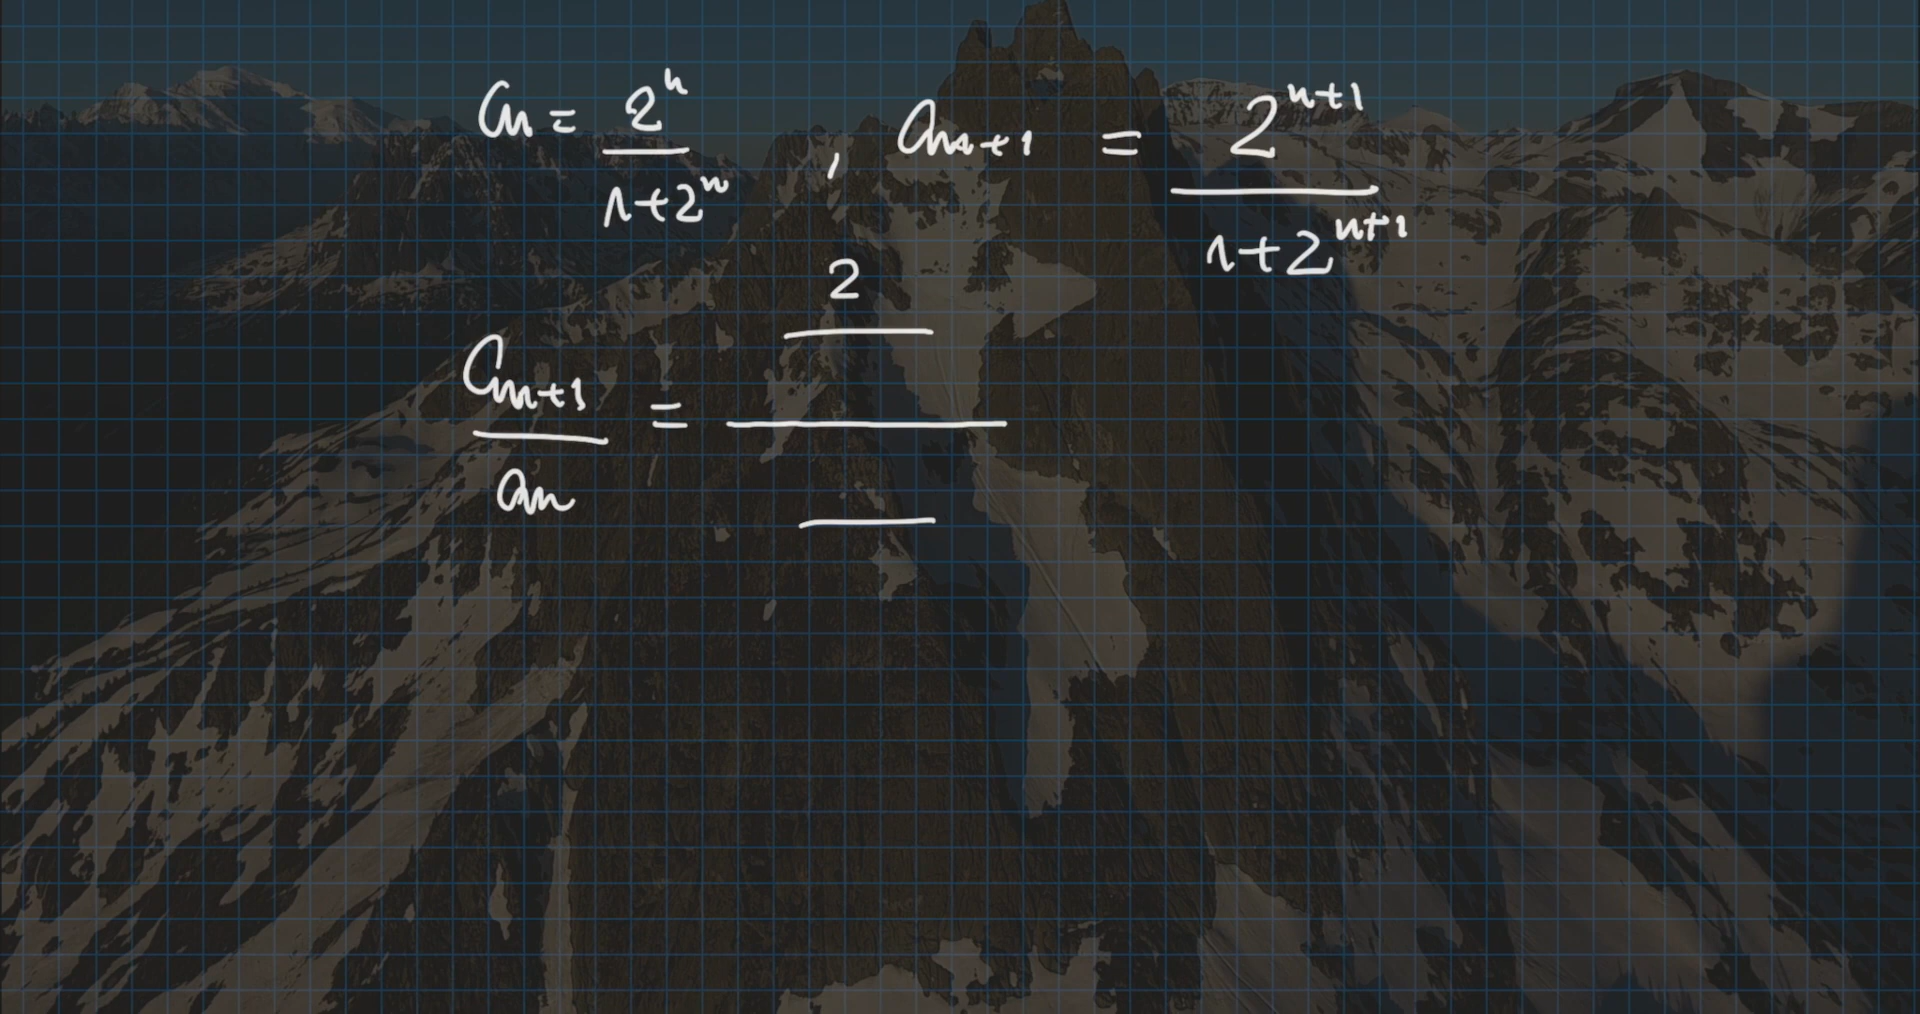 an = 2^n / (1+2^n) , an+1 = 2^(n+1) / (1+2^(n+1))
an+1 / an = (2 / ) / ( / )